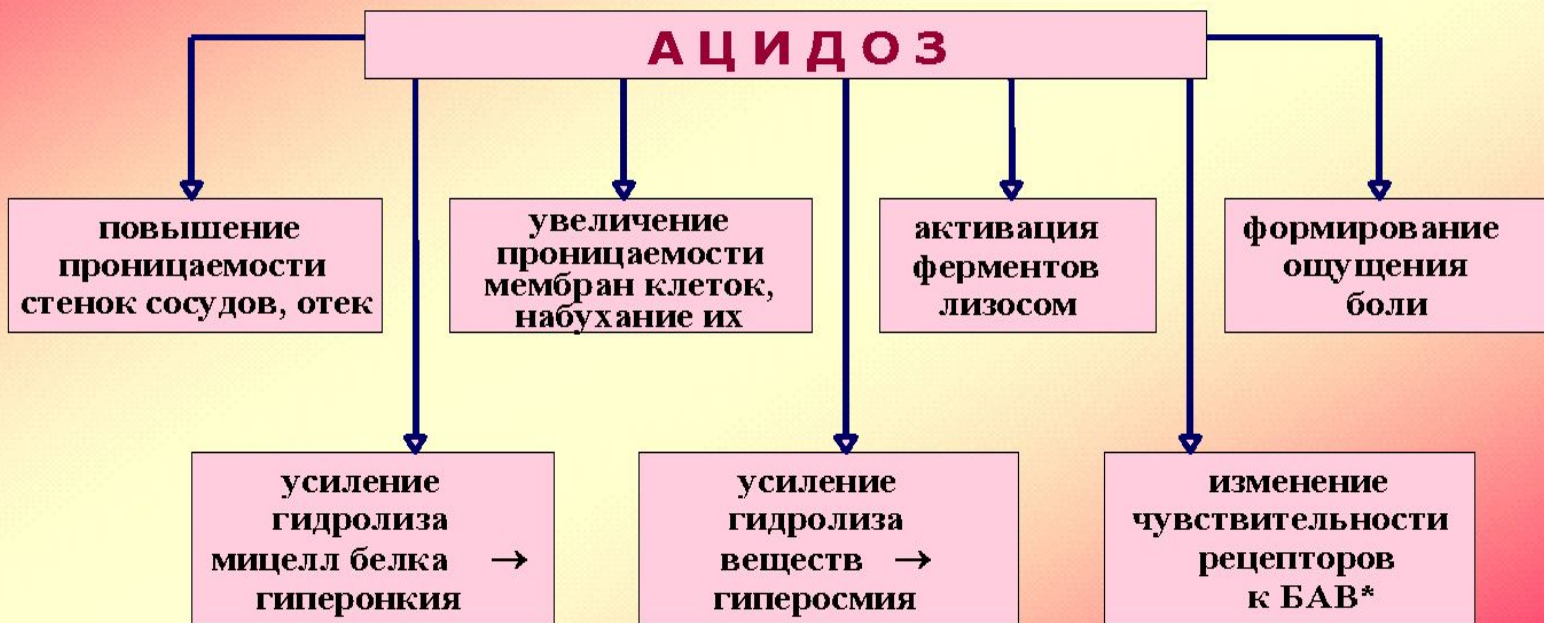 АЦИДОЗ
повышение
проницаемости
стенок сосудов, отек
увеличение
проницаемости
мембран клеток,
набухание их
активация
ферментов
лизосом
формирование
ощущения
боли
усиление
гидролиза
мицелл белка →
гиперонкия
усиление
гидролиза
веществ →
гиперосмия
изменение
чувствительности
рецепторов
к БАВ*